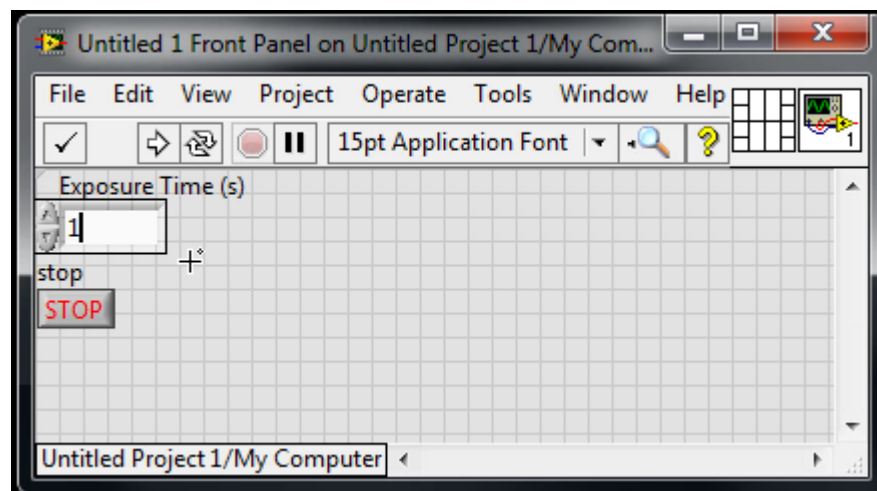 Untitled 1 Front Panel on Untitled Project 1/My Com...
File Edit View Project Operate Tools Window Help
15pt Application Font
1
Exposure Time (s)
1
stop
STOP
Untitled Project 1/My Computer